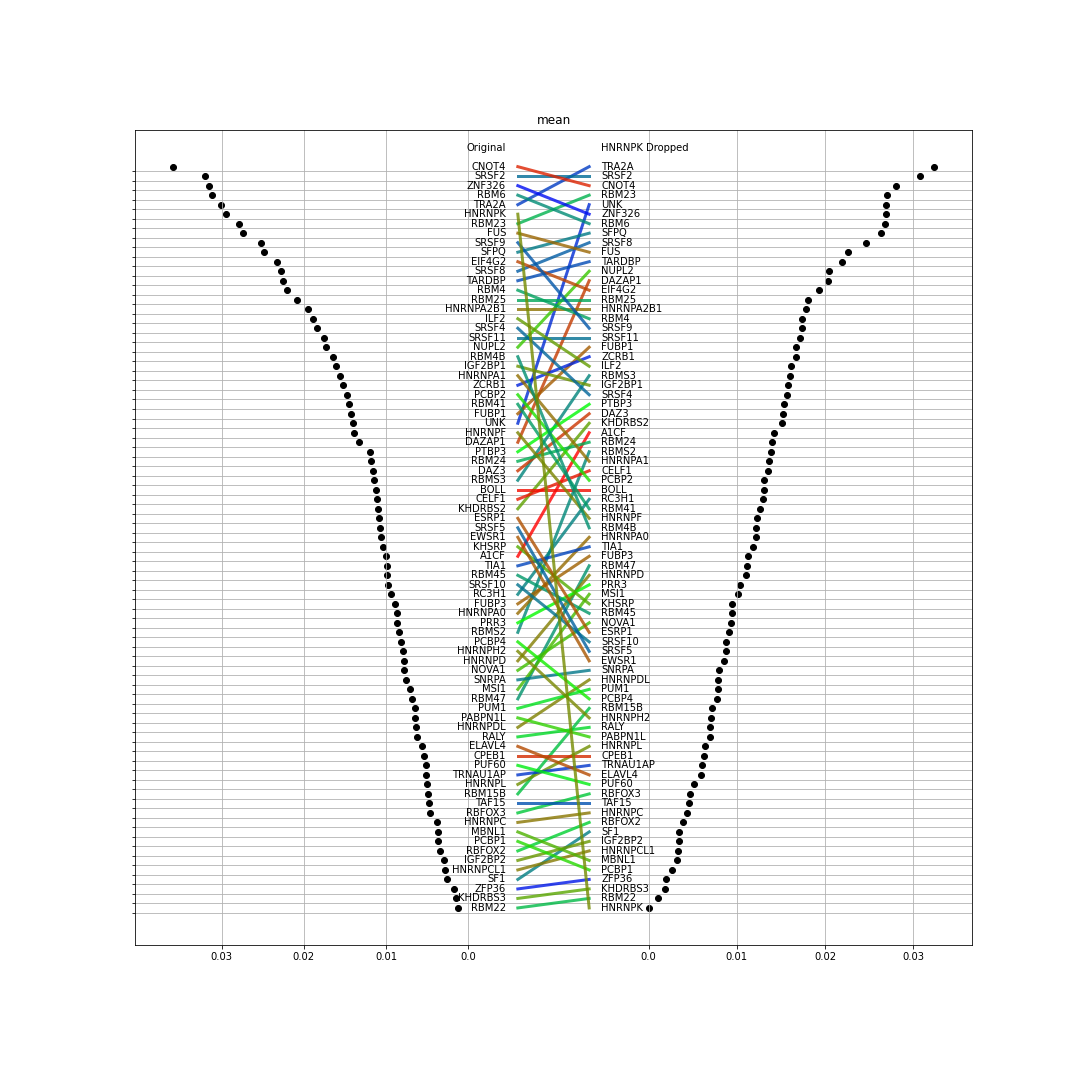 mean
Original HNRNPK Dropped
CNOT4 TRA2A
SRSF2 SRSF2
ZNF326 CNOT4
RBM6 RBM23
TRA2A UNK
HNRNPK ZNF326
RBM23 RBM6
FUS SFPQ
SRSF9 SRSF8
SFPQ FUS
EIF4G2 TARDBP
SRSF8 NUPL2
TARDBP DAZAP1
RBM4 EIF4G2
RBM25 RBM25
HNRNPA2B1 HNRNPA2B1
ILF2 RBM4
SRSF4 SRSF9
SRSF11 SRSF11
NUPL2 FUBP1
RBM4B ZCRB1
IGF2BP1 ILF2
HNRNPA1 RBMS3
ZCRB1 IGF2BP1
PCBP2 SRSF4
RBM41 PTBP3
FUBP1 DAZ3
UNK KHDRBS2
HNRNPF A1CF
DAZAP1 RBM24
PTBP3 RBMS2
RBM24 HNRNPA1
DAZ3 CELF1
RBMS3 PCBP2
BOLL BOLL
CELF1 RC3H1
KHDRBS2 RBM41
ESRP1 HNRNPF
SRSF5 RBM4B
EWSR1 HNRNPA0
KHSRP TIA1
A1CF FUBP3
TIA1 RBM47
RBM45 HNRNPD
SRSF10 PRR3
RC3H1 MSI1
FUBP3 KHSRP
HNRNPA0 RBM45
PRR3 NOVA1
RBMS2 ESRP1
PCBP4 SRSF10
HNRNPH2 SRSF5
HNRNPD EWSR1
NOVA1 SNRPA
SNRPA HNRNPDL
MSI1 PUM1
RBM47 PCBP4
PUM1 RBM15B
PABPN1L HNRNPH2
HNRNPDL RALY
RALY PABPN1L
ELAVL4 HNRNPL
CPEB1 CPEB1
PUF60 TRNAU1AP
TRNAU1AP ELAVL4
HNRNPL PUF60
RBM15B RBFOX3
TAF15 TAF15
RBFOX3 HNRNPC
HNRNPC RBFOX2
MBNL1 SF1
PCBP1 IGF2BP2
RBFOX2 HNRNPCL1
IGF2BP2 MBNL1
HNRNPCL1 PCBP1
SF1 ZFP36
ZFP36 KHDRBS3
KHDRBS3 RBM22
RBM22 HNRNPK
0.03 0.02 0.01 0.0 0.0 0.01 0.02 0.03